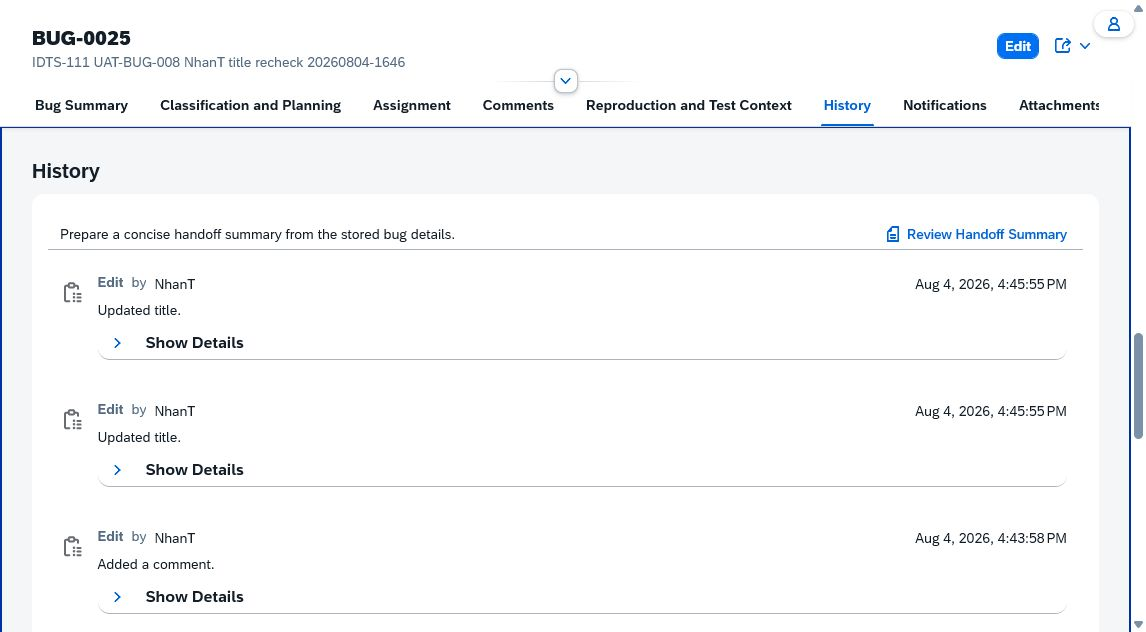 BUG-0025
IDTS-111 UAT-BUG-008 NhanT title recheck 20260804-1646
Edit
Bug Summary Classification and Planning Assignment Comments Reproduction and Test Context History Notifications Attachments
History
Prepare a concise handoff summary from the stored bug details. Review Handoff Summary
Edit by NhanT Aug 4, 2026, 4:45:55 PM
Updated title.
Show Details
Edit by NhanT Aug 4, 2026, 4:45:55 PM
Updated title.
Show Details
Edit by NhanT Aug 4, 2026, 4:43:58 PM
Added a comment.
Show Details